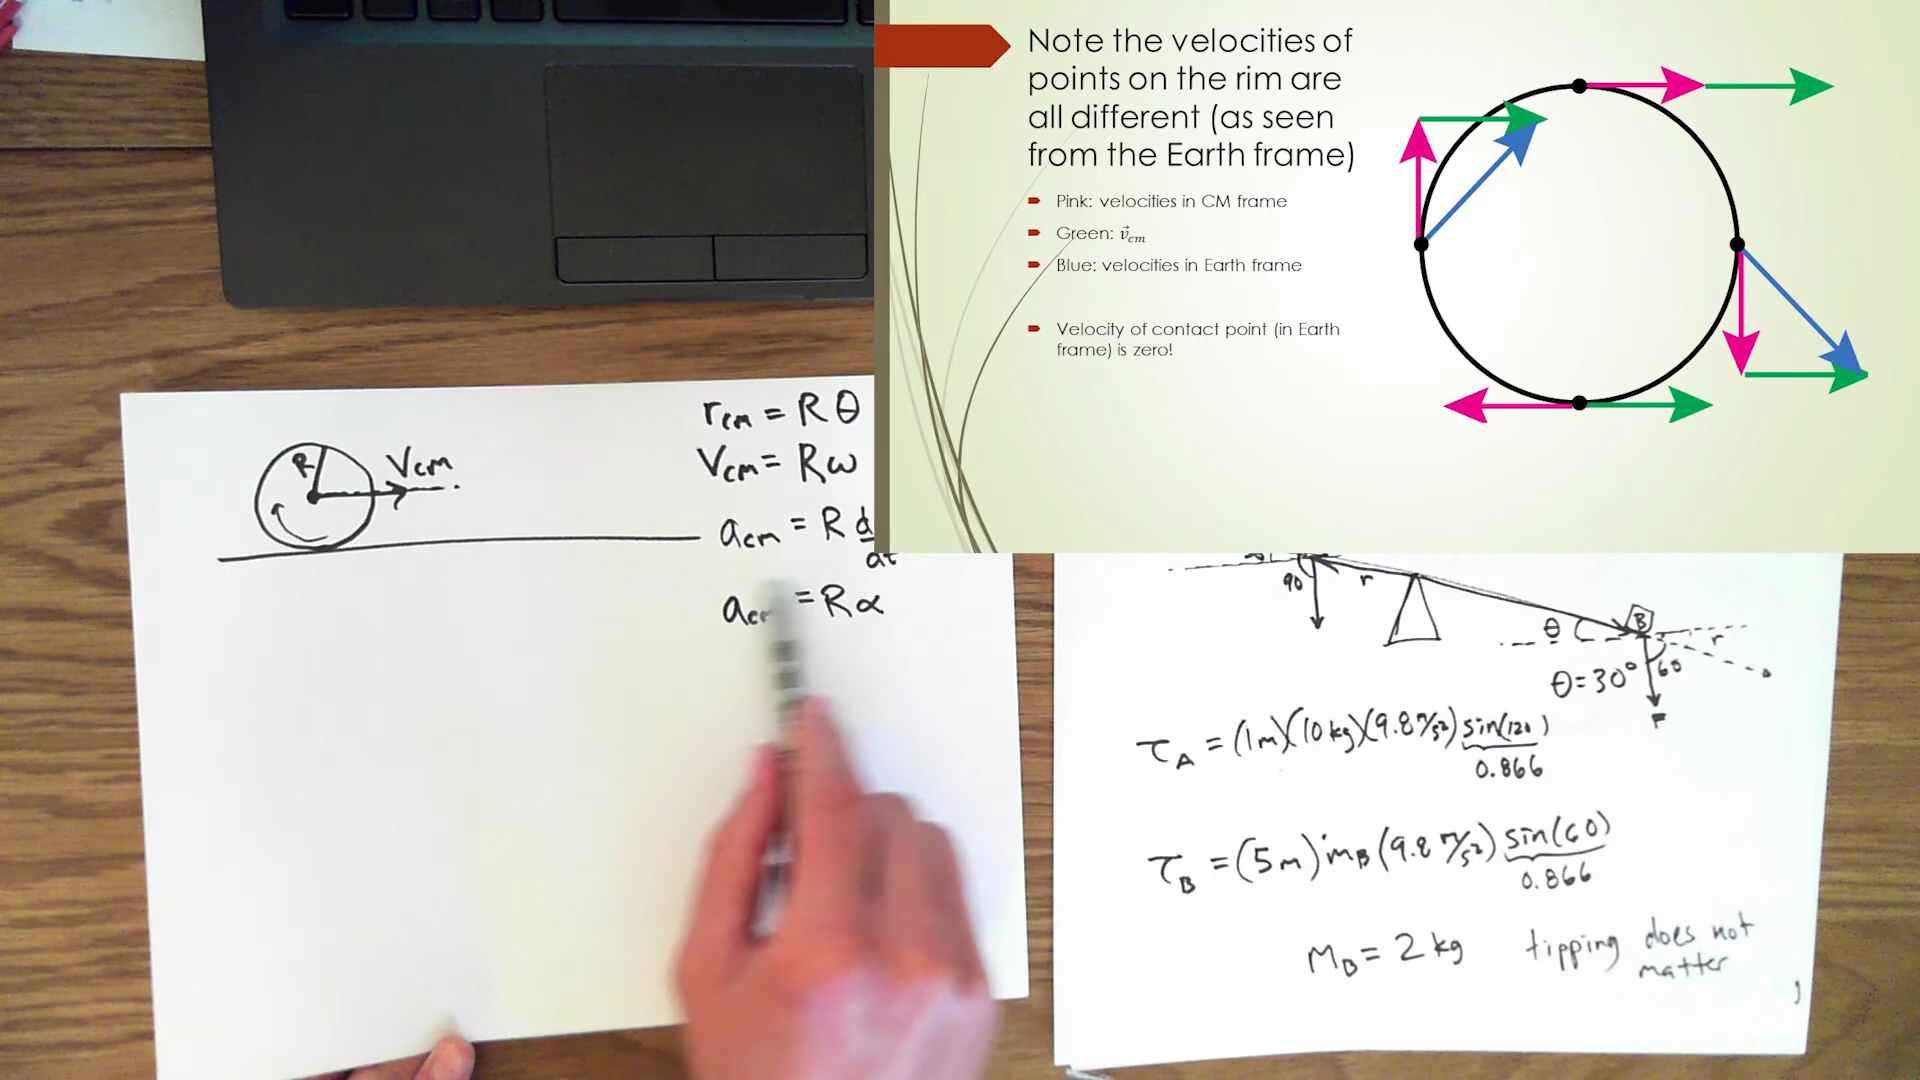 Note the velocities of
points on the rim are
all different (as seen
from the Earth frame)
Pink: velocities in CM frame
Green: v⃗cm
Blue: velocities in Earth frame
Velocity of contact point (in Earth
frame) is zero!
R
Vcm
rcm = Rθ
Vcm = Rω
acm = R d
dt
= Rα
90
r
θ
B
r
θ=30°
60
F
τA = (1m)(10 kg)(9.8 m/s²) sin(120)
0.866
τB = (5m) mB (9.8 m/s²) sin(60)
0.866
MB = 2 kg
tipping does not
matter